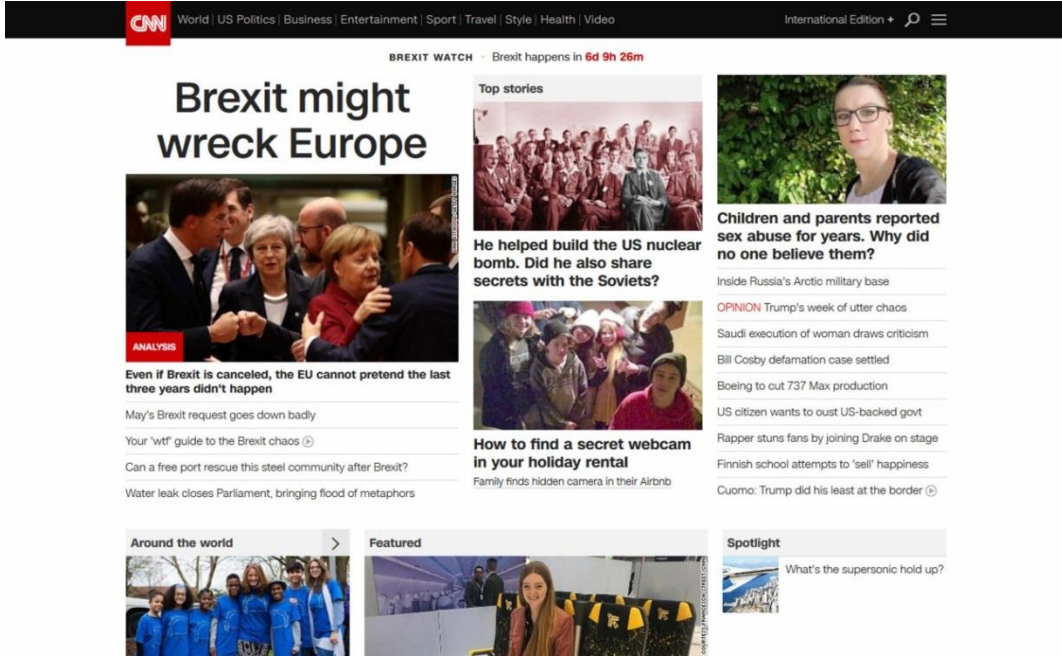 CNN
World | US Politics | Business | Entertainment | Sport | Travel | Style | Health | Video
International Edition +
BREXIT WATCH · Brexit happens in 6d 9h 26m
Brexit might
wreck Europe
ANALYSIS
Even if Brexit is canceled, the EU cannot pretend the last
three years didn't happen
May's Brexit request goes down badly
Your 'wtf' guide to the Brexit chaos
Can a free port rescue this steel community after Brexit?
Water leak closes Parliament, bringing flood of metaphors
Top stories
He helped build the US nuclear
bomb. Did he also share
secrets with the Soviets?
How to find a secret webcam
in your holiday rental
Family finds hidden camera in their Airbnb
Children and parents reported
sex abuse for years. Why did
no one believe them?
Inside Russia's Arctic military base
OPINION Trump's week of utter chaos
Saudi execution of woman draws criticism
Bill Cosby defamation case settled
Boeing to cut 737 Max production
US citizen wants to oust US-backed govt
Rapper stuns fans by joining Drake on stage
Finnish school attempts to 'sell' happiness
Cuomo: Trump did his least at the border
Around the world
Featured
Spotlight
What's the supersonic hold up?